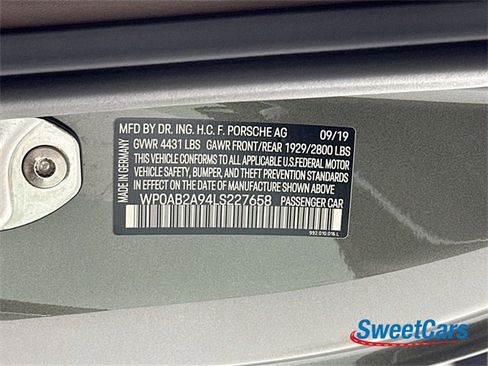 MFD BY DR. ING. H.C. F. PORSCHE AG 09/19
GVWR 4431 LBS GAWR FRONT/REAR 1929/2800 LBS
THIS VEHICLE CONFORMS TO ALL APPLICABLE U.S. FEDERAL MOTOR
VEHICLE SAFETY, BUMPER, AND THEFT PREVENTION STANDARDS
IN EFFECT ON THE DATE OF MANUFACTURE SHOWN ABOVE.
WP0AB2A94LS227658 PASSENGER CAR
992.010.016.L
MADE IN GERMANY
SweetCars